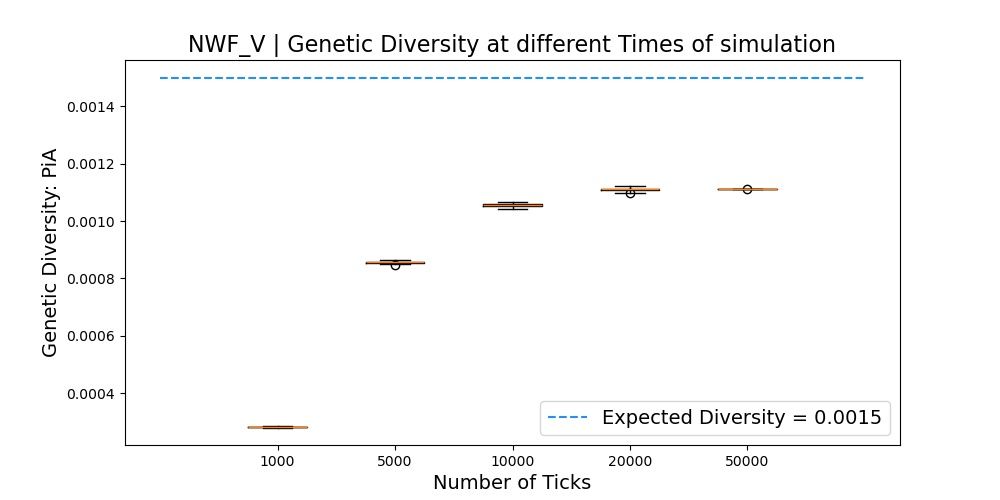 NWF_V | Genetic Diversity at different Times of simulation
Genetic Diversity: PiA
0.0014
0.0012
0.0010
0.0008
0.0006
0.0004
Expected Diversity = 0.0015
1000 5000 10000 20000 50000
Number of Ticks